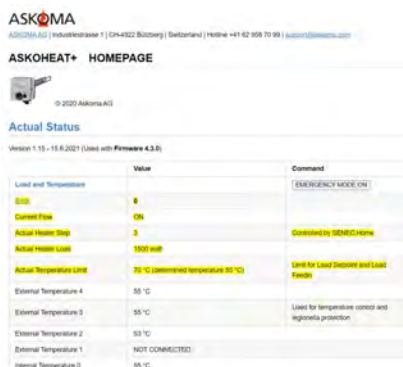 ASKOMA
ASKOMA AG | Industriestrasse 1 | CH-4922 Bützberg | Switzerland | Hotline +41 62 958 70 99 | support@askoma.com
ASKOHEAT+ HOMEPAGE
© 2020 Askoma AG
Actual Status
Version 1.15 - 15.6.2021 (Used with Firmware 4.3.0)
Value Command
Load and Temperature EMERGENCY MODE ON
0
Current Flow ON
Actual Heater Step 3 Controlled by SENEC.Home
Actual Heater Load 1500 watt
Actual Temperature Limit 70 °C (determined temperature 55 °C) Limit for Load Setpoint and Load Feedin
External Temperature 4 55 °C
External Temperature 3 55 °C Used for temperature control and legionella protection
External Temperature 2 53 °C
External Temperature 1 NOT CONNECTED
Internal Temperature 0 55 °C